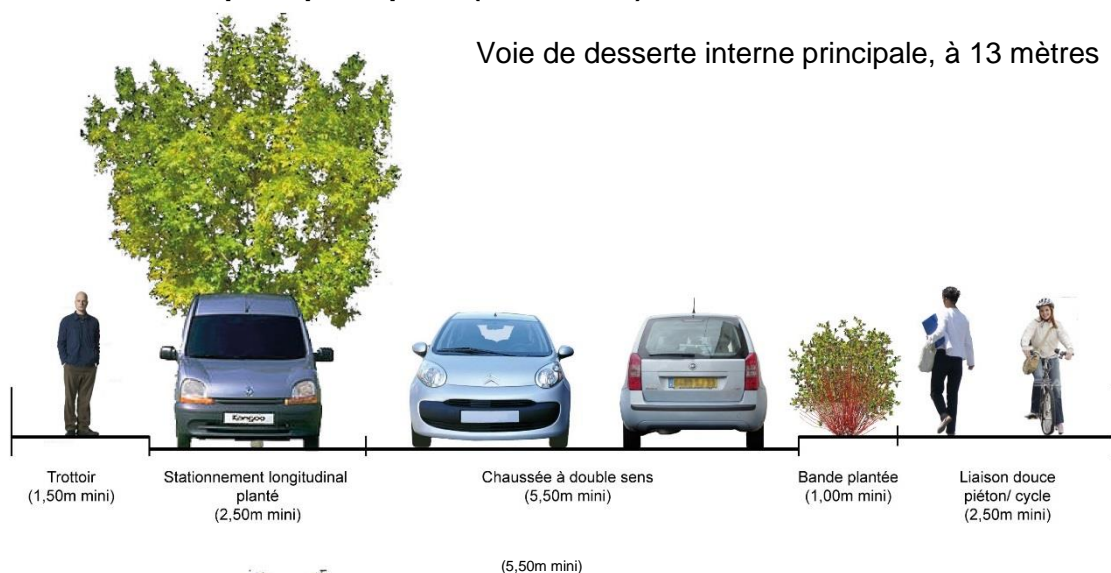 Voie de desserte interne principale, à 13 mètres
Kangoo
Trottoir
(1,50m mini)
Stationnement longitudinal
planté
(2,50m mini)
Chaussée à double sens
(5,50m mini)
Bande plantée
(1,00m mini)
Liaison douce
piéton/ cycle
(2,50m mini)
(5,50m mini)